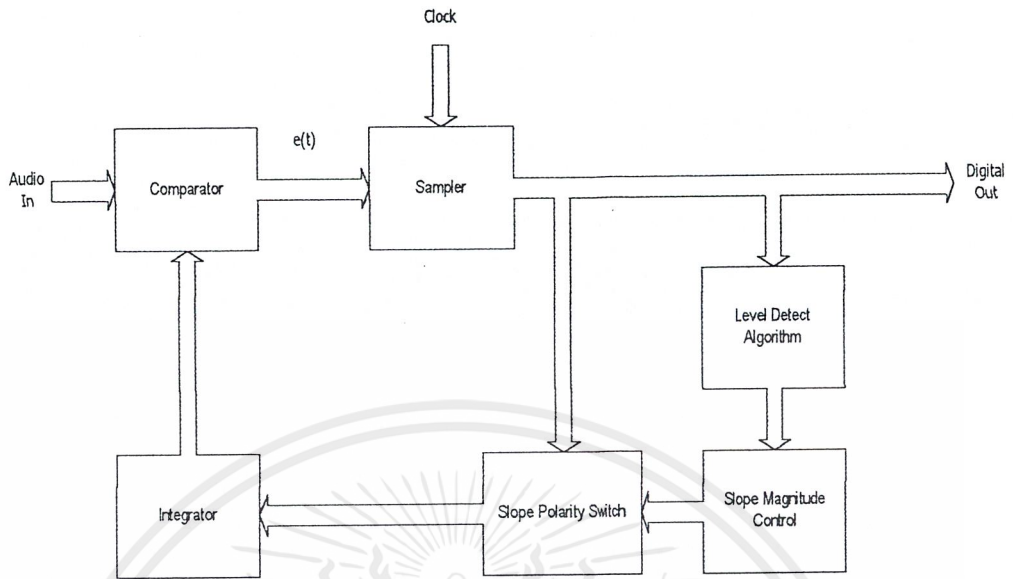 Clock
e(t)
Audio
In
Comparator
Sampler
Digital
Out
Level Detect
Algorithm
Integrator
Slope Polarity Switch
Slope Magnitude
Control